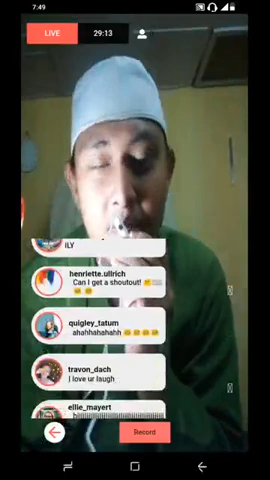 7:49
LIVE
29:13
ILY
henriette.ullrich
Can I get a shoutout!
quigley_tatum
ahahhahahahh
travon_dach
I love ur laugh
ellie_mayert
Record